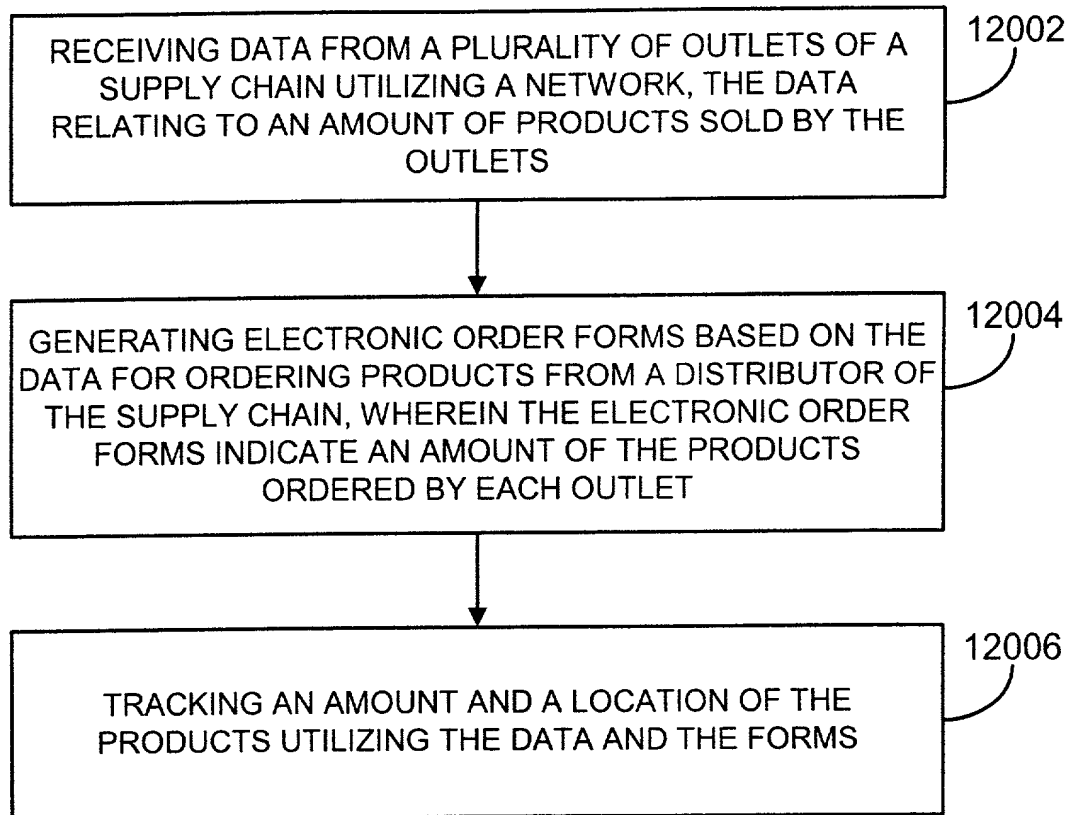 12002
RECEIVING DATA FROM A PLURALITY OF OUTLETS OF A
SUPPLY CHAIN UTILIZING A NETWORK, THE DATA
RELATING TO AN AMOUNT OF PRODUCTS SOLD BY THE
OUTLETS
12004
GENERATING ELECTRONIC ORDER FORMS BASED ON THE
DATA FOR ORDERING PRODUCTS FROM A DISTRIBUTOR OF
THE SUPPLY CHAIN, WHEREIN THE ELECTRONIC ORDER
FORMS INDICATE AN AMOUNT OF THE PRODUCTS
ORDERED BY EACH OUTLET
12006
TRACKING AN AMOUNT AND A LOCATION OF THE
PRODUCTS UTILIZING THE DATA AND THE FORMS